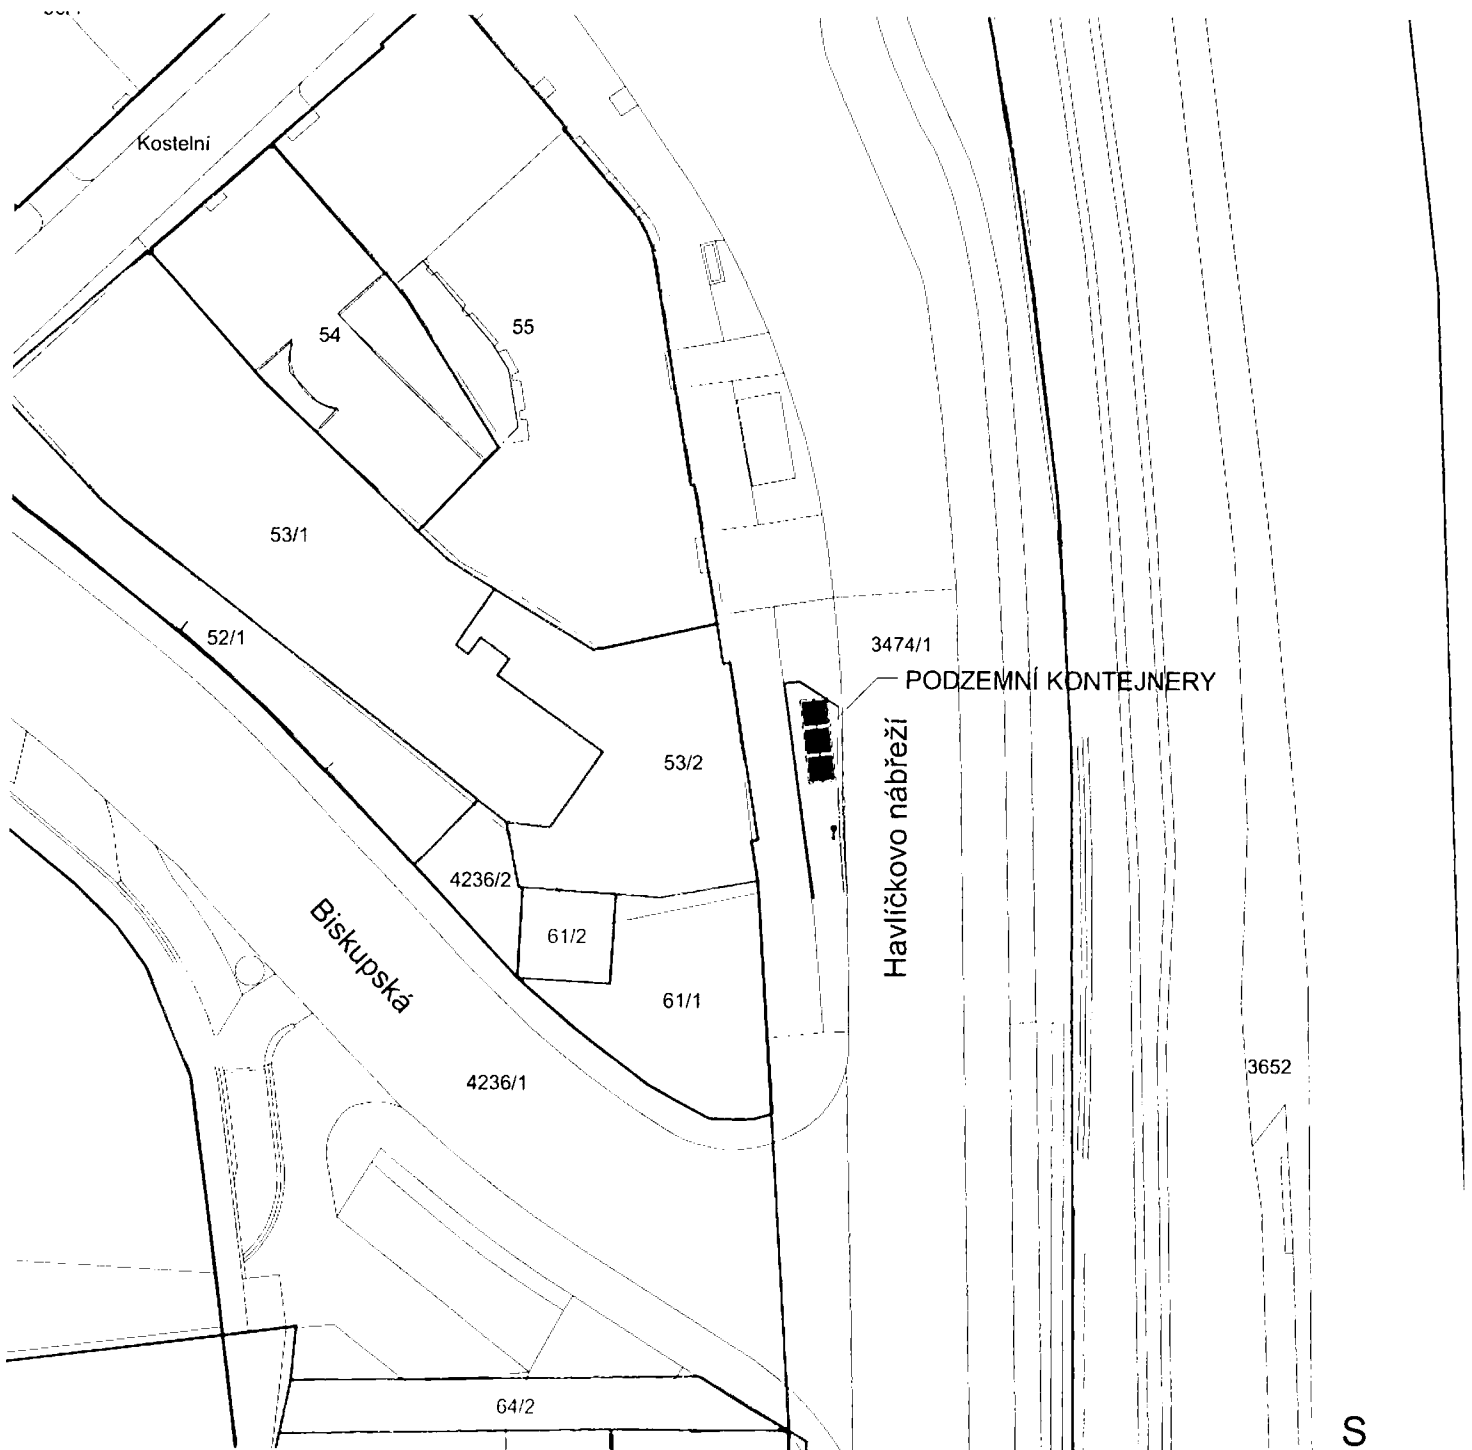 Kostelní
54
55
53/1
52/1
3474/1
PODZEMNÍ KONTEJNERY
53/2
Havlíčkovo nábřeží
4236/2
Biskupská
61/2
61/1
4236/1
3652
64/2
S